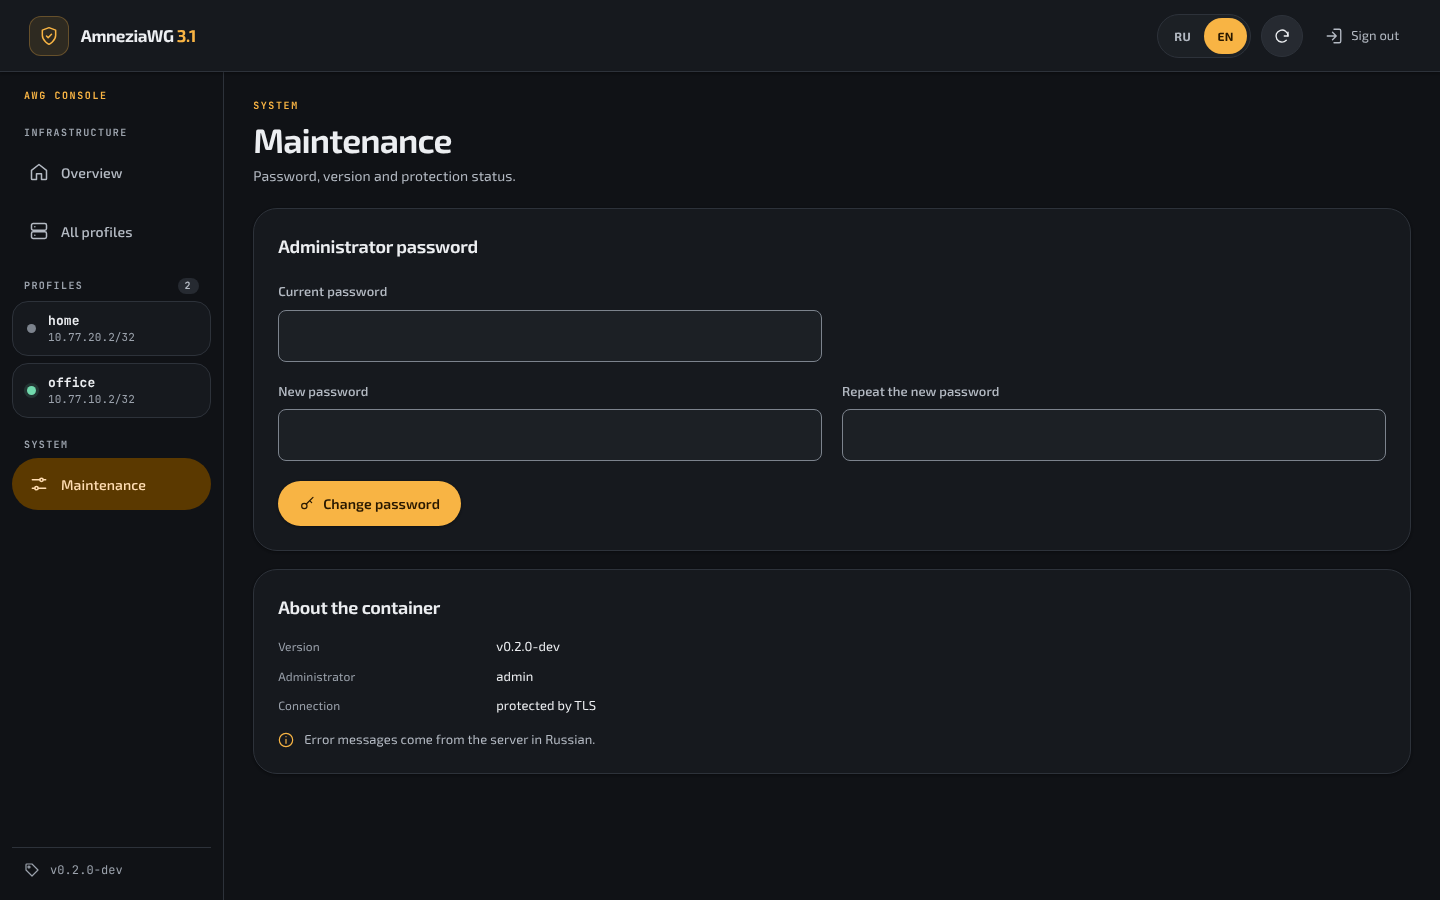 AmneziaWG 3.1
RU
EN
Sign out
AWG CONSOLE
INFRASTRUCTURE
Overview
All profiles
PROFILES
2
home
10.77.20.2/32
office
10.77.10.2/32
SYSTEM
Maintenance
v0.2.0-dev
SYSTEM
Maintenance
Password, version and protection status.
Administrator password
Current password
New password
Repeat the new password
Change password
About the container
Version
v0.2.0-dev
Administrator
admin
Connection
protected by TLS
Error messages come from the server in Russian.